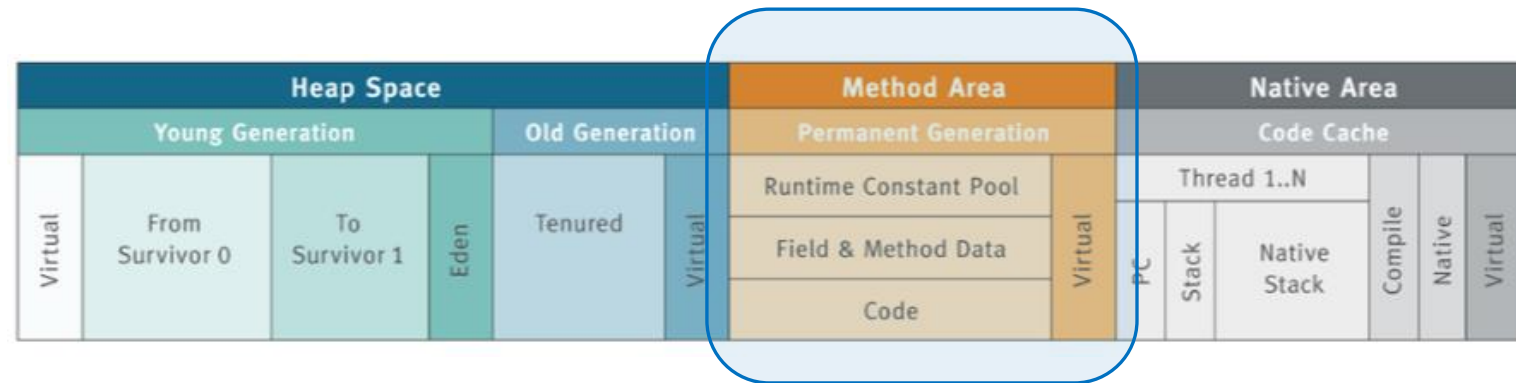 Heap Space
Method Area
Native Area
Young Generation
Old Generation
Permanent Generation
Code Cache
Virtual
From
Survivor 0
To
Survivor 1
Eden
Tenured
Virtual
Runtime Constant Pool
Field & Method Data
Code
Virtual
Thread 1..N
PC
Stack
Native
Stack
Compile
Native
Virtual